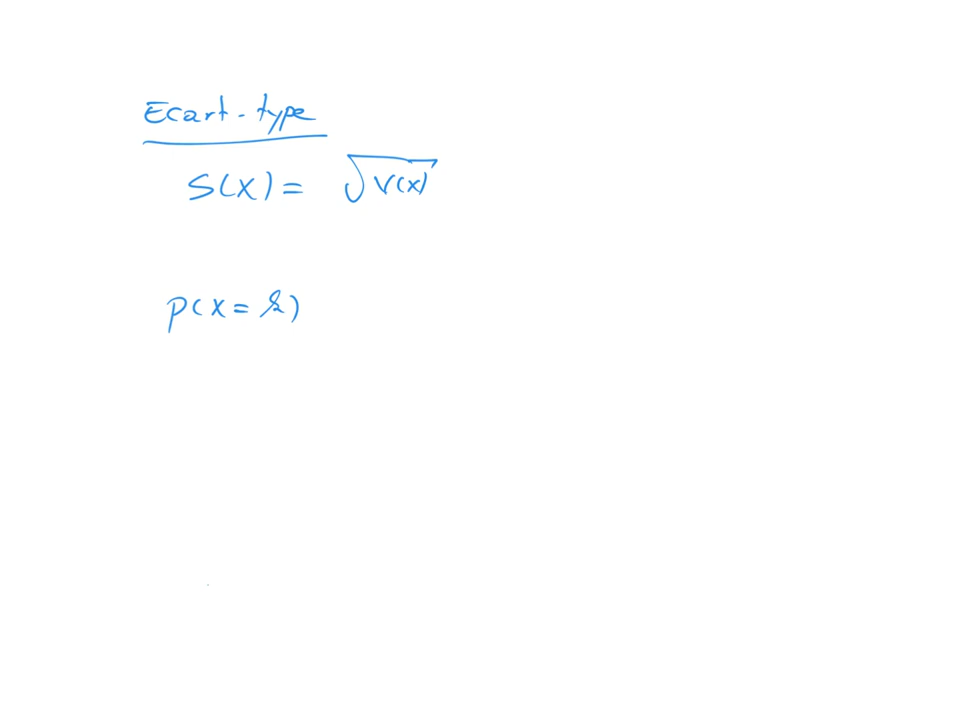 Ecart-type
S(X) = √V(X)
P(X = k)